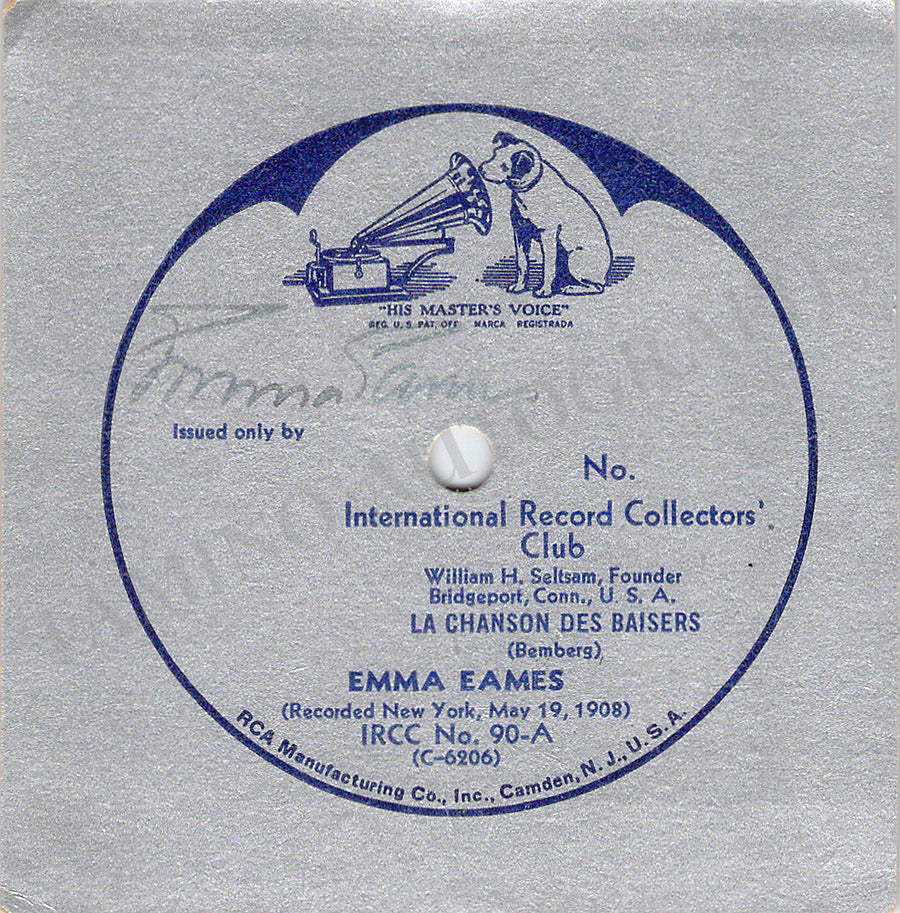 "HIS MASTER'S VOICE"
REG. U. S. PAT. OFF. MARCA REGISTRADA
Emma Eames
Issued only by
No.
International Record Collectors'
Club
William H. Seltsam, Founder
Bridgeport, Conn., U. S. A.
LA CHANSON DES BAISERS
(Bemberg)
EMMA EAMES
(Recorded New York, May 19, 1908)
IRCC No. 90-A
(C-6206)
RCA Manufacturing Co., Inc., Camden, N. J., U. S. A.